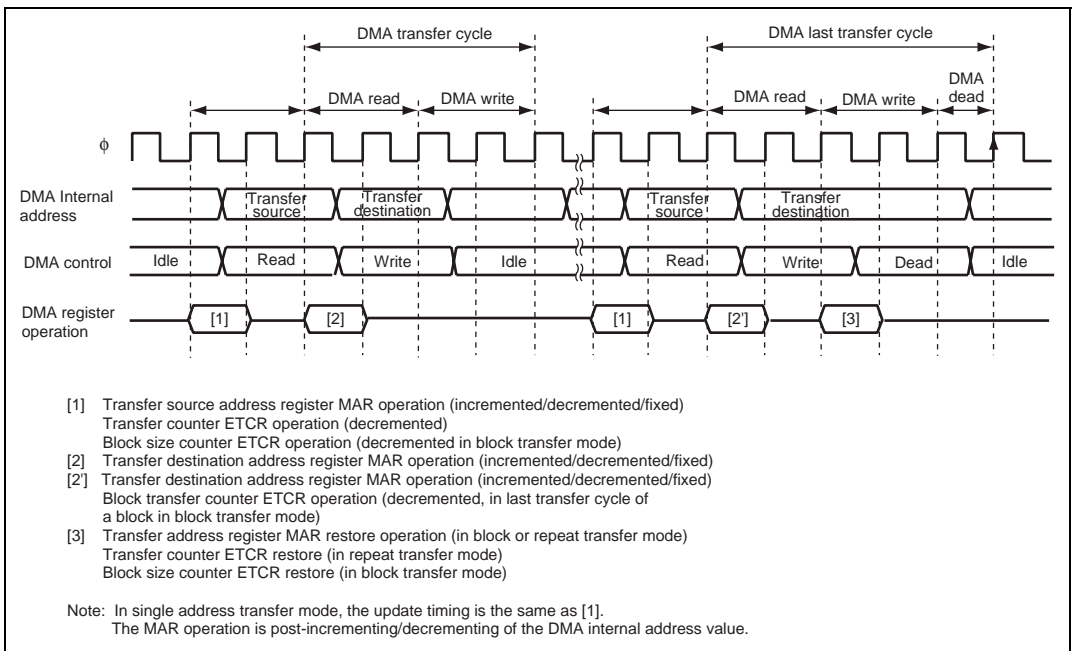 DMA transfer cycle
DMA last transfer cycle
DMA read
DMA write
DMA read
DMA write
DMA
dead
ϕ
DMA Internal
address
Transfer
source
Transfer
destination
Transfer
source
Transfer
destination
DMA control
Idle
Read
Write
Idle
Read
Write
Dead
Idle
DMA register
operation
[1]
[2]
[1]
[2']
[3]
[1] Transfer source address register MAR operation (incremented/decremented/fixed)
Transfer counter ETCR operation (decremented)
Block size counter ETCR operation (decremented in block transfer mode)
[2] Transfer destination address register MAR operation (incremented/decremented/fixed)
[2'] Transfer destination address register MAR operation (incremented/decremented/fixed)
Block transfer counter ETCR operation (decremented, in last transfer cycle of
a block in block transfer mode)
[3] Transfer address register MAR restore operation (in block or repeat transfer mode)
Transfer counter ETCR restore (in repeat transfer mode)
Block size counter ETCR restore (in block transfer mode)
Note: In single address transfer mode, the update timing is the same as [1].
The MAR operation is post-incrementing/decrementing of the DMA internal address value.